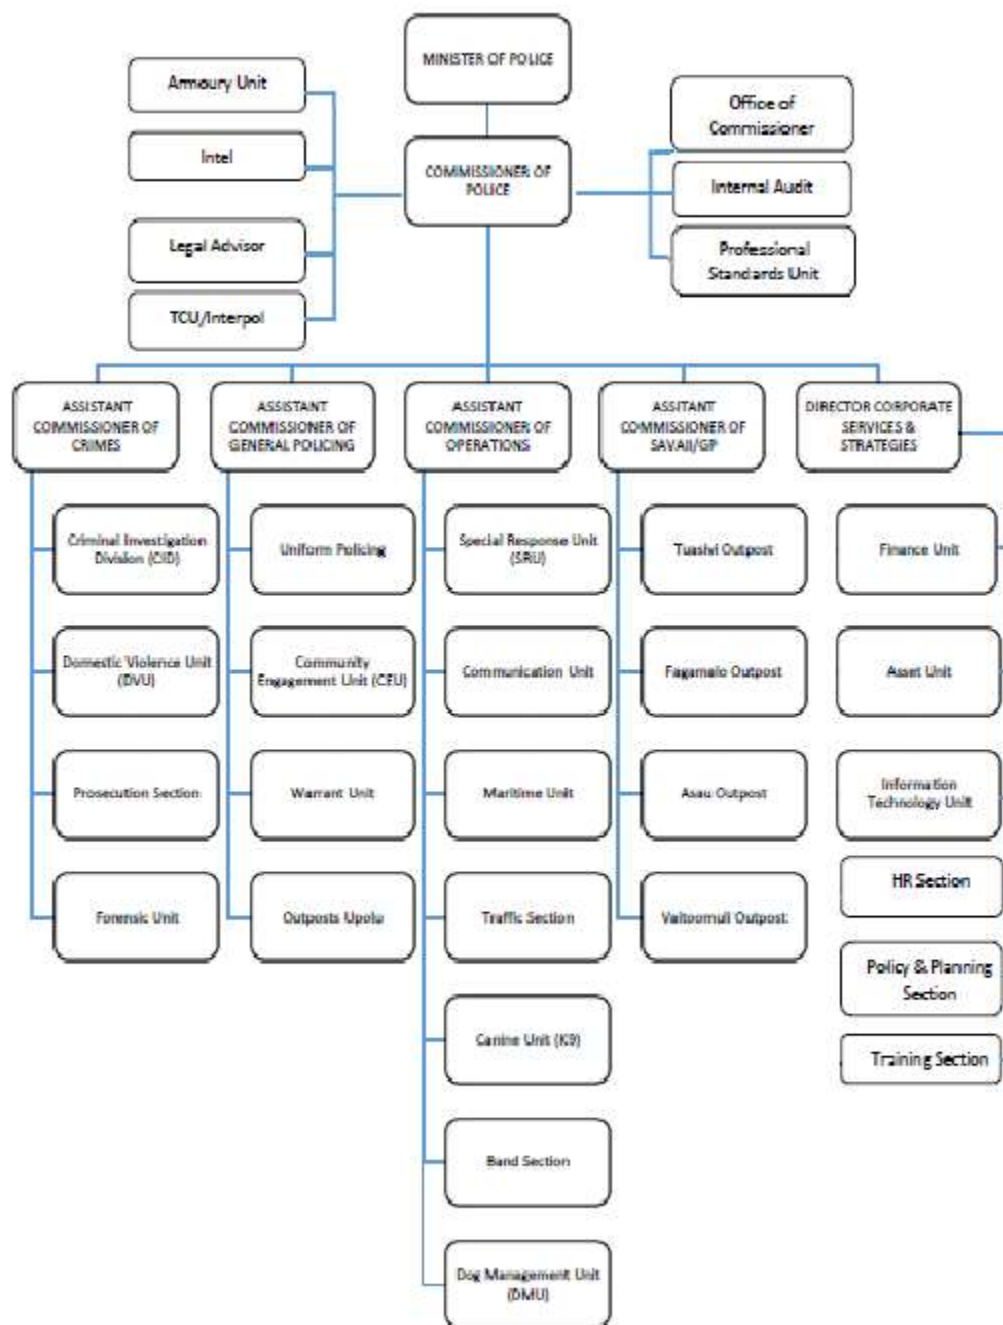 MINISTER OF POLICE
Armoury Unit
Office of
Commissioner
Intel
COMMISSIONER OF
POLICE
Internal Audit
Legal Advisor
Professional
Standards Unit
TCU/Interpol
ASSISTANT
COMMISSIONER OF
CRIMES
ASSISTANT
COMMISSIONER OF
GENERAL POLICING
ASSISTANT
COMMISSIONER OF
OPERATIONS
ASSITANT
COMMISSIONER OF
SAVAII/GP
DIRECTOR CORPORATE
SERVICES &
STRATEGIES
Criminal Investigation
Division (CID)
Uniform Policing
Special Response Unit
(SRU)
Tuasivi Outpost
Finance Unit
Domestic Violence Unit
(DVU)
Community
Engagement Unit (CEU)
Communication Unit
Fagamalo Outpost
Asset Unit
Prosecution Section
Warrant Unit
Maritime Unit
Asau Outpost
Information
Technology Unit
HR Section
Forensic Unit
Outposts Upolu
Traffic Section
Vaitoomuli Outpost
Policy & Planning
Section
Canine Unit (K9)
Training Section
Band Section
Dog Management Unit
(DMU)